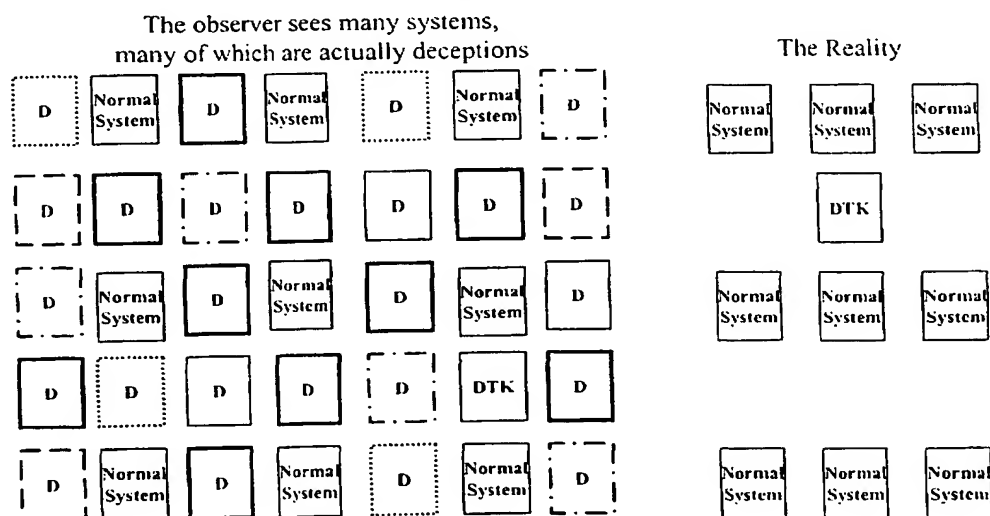 The observer sees many systems,
many of which are actually deceptions
The Reality
D
Normal
System
D
Normal
System
D
Normal
System
D
Normal
System
Normal
System
Normal
System
D
D
D
D
D
D
D
DTK
D
Normal
System
D
Normal
System
D
Normal
System
D
Normal
System
Normal
System
Normal
System
D
D
D
D
D
DTK
D
D
Normal
System
D
Normal
System
D
Normal
System
D
Normal
System
Normal
System
Normal
System